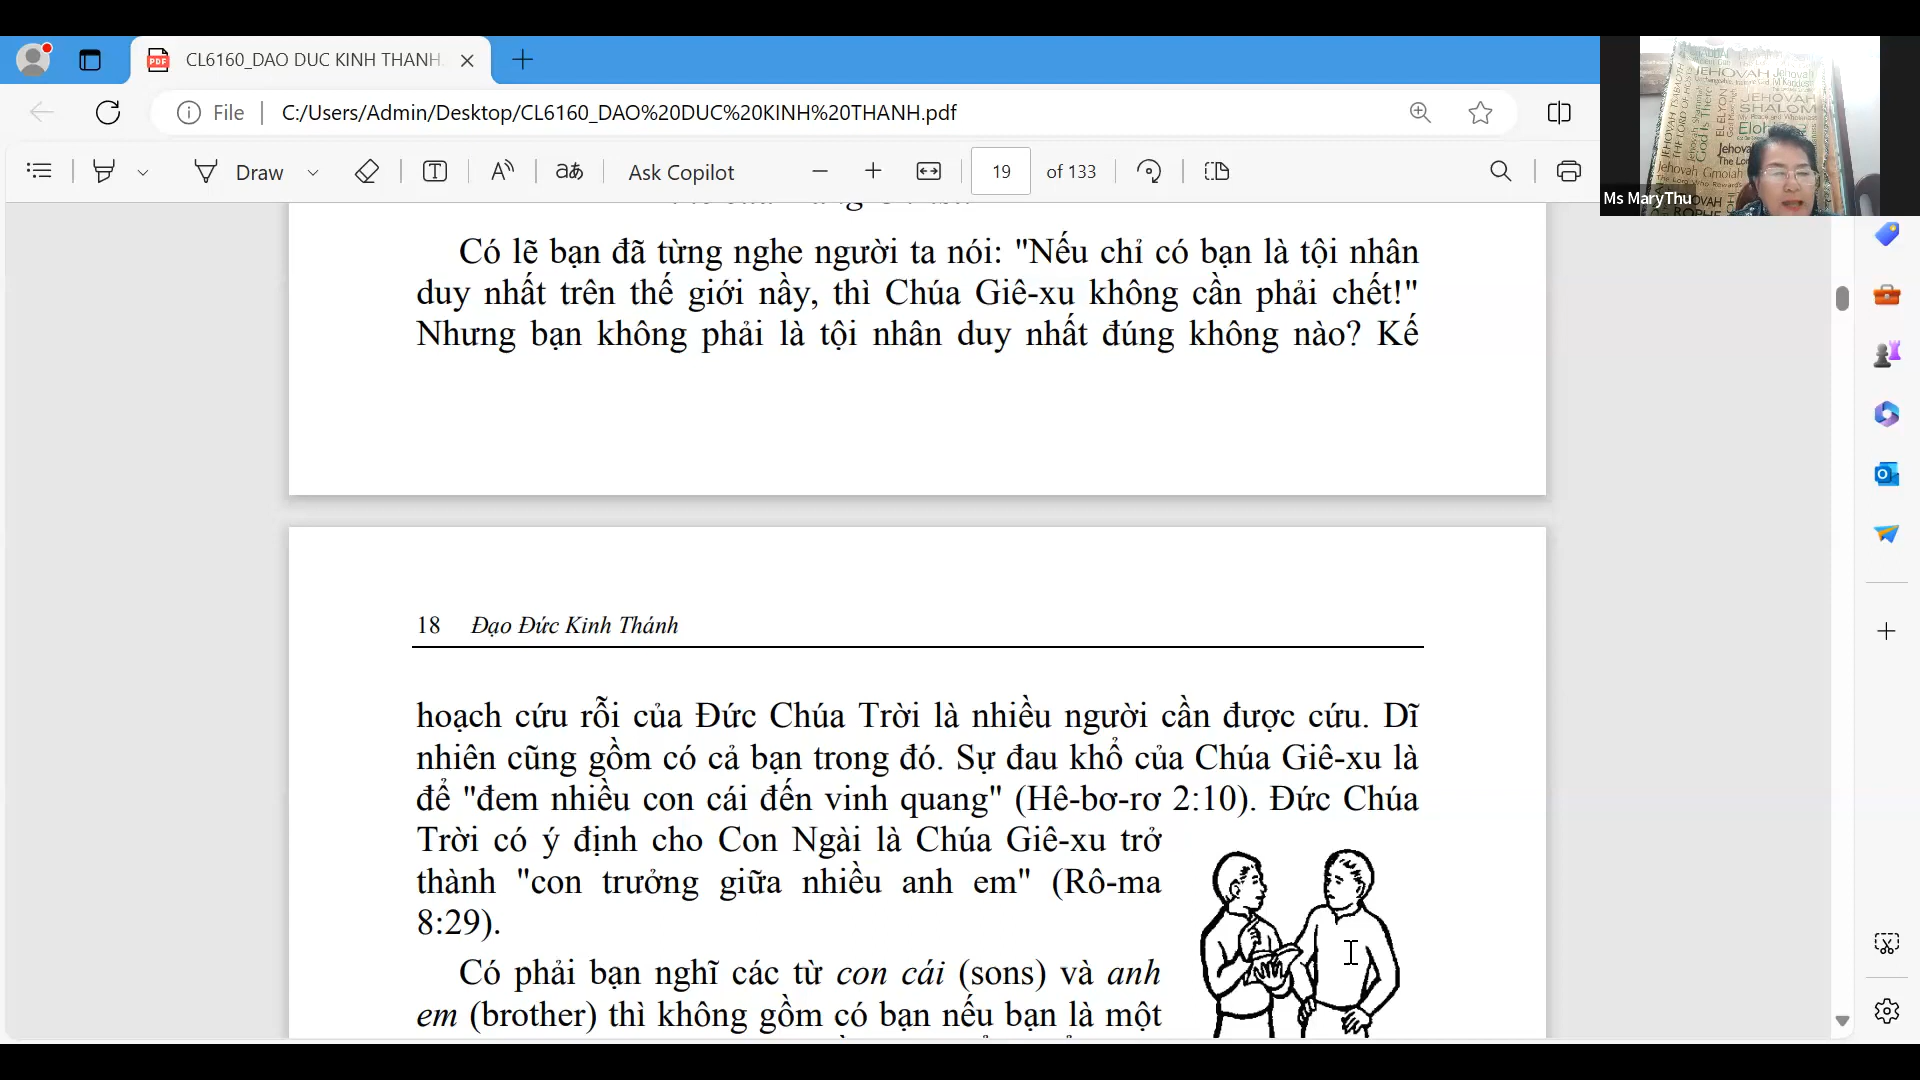 CL6160_DAO DUC KINH THANH.
File
C:/Users/Admin/Desktop/CL6160_DAO%20DUC%20KINH%20THANH.pdf
Draw
Ask Copilot
19
of 133
Ms MaryThu
Có lẽ bạn đã từng nghe người ta nói: "Nếu chỉ có bạn là tội nhân
duy nhất trên thế giới nầy, thì Chúa Giê-xu không cần phải chết!"
Nhưng bạn không phải là tội nhân duy nhất đúng không nào? Kế
18 Đạo Đức Kinh Thánh
hoạch cứu rỗi của Đức Chúa Trời là nhiều người cần được cứu. Dĩ
nhiên cũng gồm có cả bạn trong đó. Sự đau khổ của Chúa Giê-xu là
để "đem nhiều con cái đến vinh quang" (Hê-bơ-rơ 2:10). Đức Chúa
Trời có ý định cho Con Ngài là Chúa Giê-xu trở
thành "con trưởng giữa nhiều anh em" (Rô-ma
8:29).
Có phải bạn nghĩ các từ con cái (sons) và anh
em (brother) thì không gồm có bạn nếu bạn là một
JEHOVAH
SHALOM